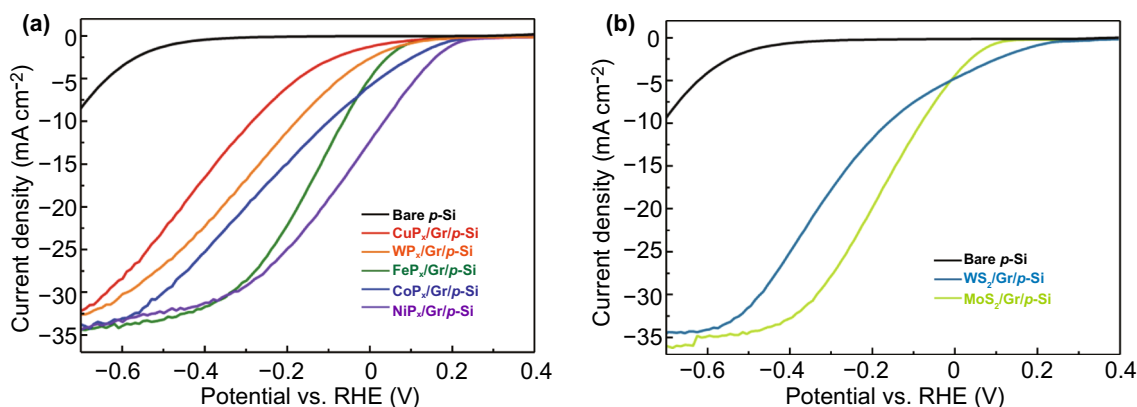 (a)
0
−5
−10
−15
−20
−25
−30
−35
Current density (mA cm⁻²)
−0.6 −0.4 −0.2 0 0.2 0.4
Potential vs. RHE (V)
Bare p-Si
CuPₓ/Gr/p-Si
WPₓ/Gr/p-Si
FePₓ/Gr/p-Si
CoPₓ/Gr/p-Si
NiPₓ/Gr/p-Si
(b)
0
−5
−10
−15
−20
−25
−30
−35
Current density (mA cm⁻²)
−0.6 −0.4 −0.2 0 0.2 0.4
Potential vs. RHE (V)
Bare p-Si
WS₂/Gr/p-Si
MoS₂/Gr/p-Si